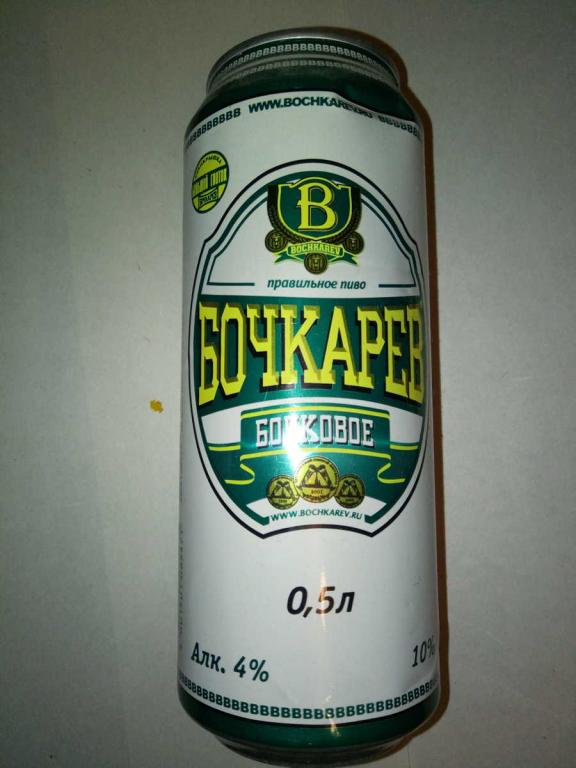 WWW.BOCHKAREV.RU
B
BOCHKAREV
правильное пиво
БОЧКАРЕВ
БОЧКОВОЕ
WWW.BOCHKAREV.RU
0,5л
Алк. 4%
10%